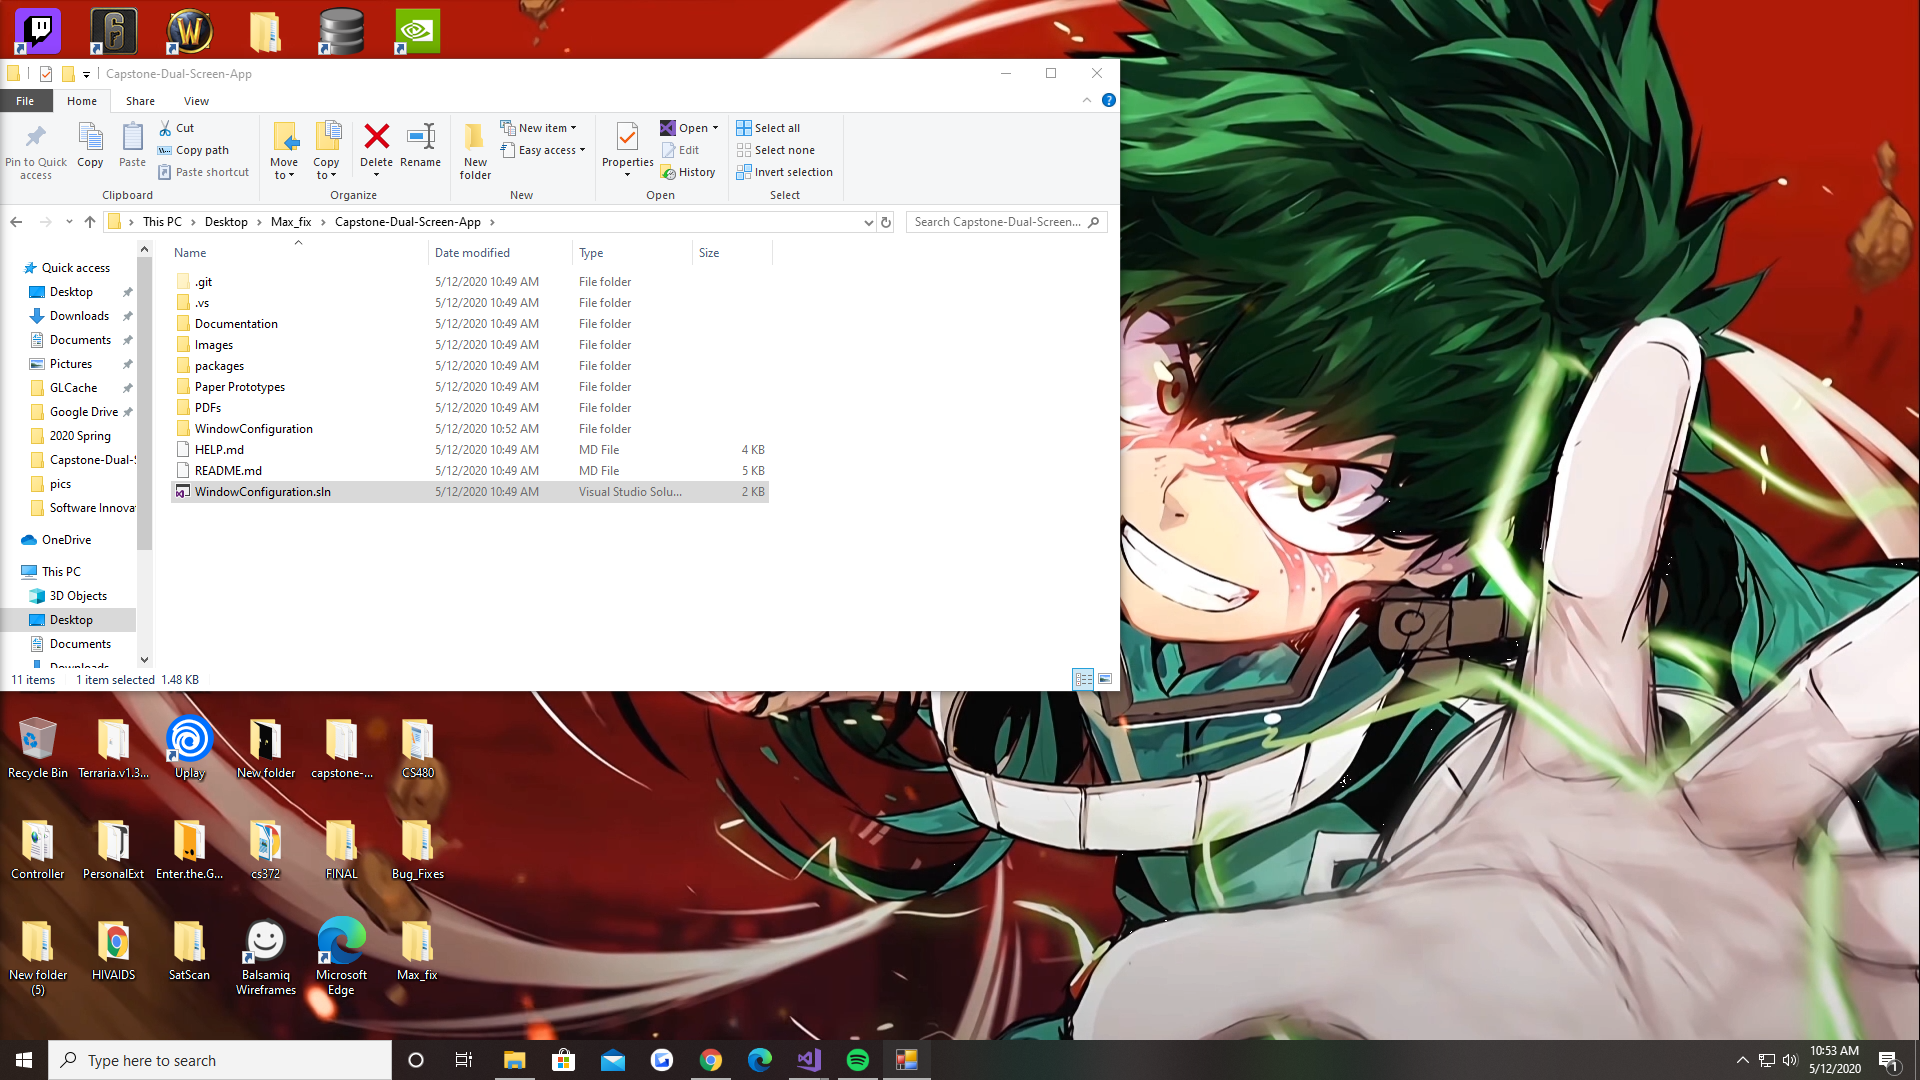 Capstone-Dual-Screen-App
File
Home
Share
View
Pin to Quick access
Copy
Paste
Cut
Copy path
Paste shortcut
Clipboard
Move to
Copy to
Delete
Rename
Organize
New folder
New item
Easy access
New
Properties
Open
Edit
History
Open
Select all
Select none
Invert selection
Select
This PC > Desktop > Max_fix > Capstone-Dual-Screen-App >
Search Capstone-Dual-Screen...
Name Date modified Type Size
.git 5/12/2020 10:49 AM File folder
.vs 5/12/2020 10:49 AM File folder
Documentation 5/12/2020 10:49 AM File folder
Images 5/12/2020 10:49 AM File folder
packages 5/12/2020 10:49 AM File folder
Paper Prototypes 5/12/2020 10:49 AM File folder
PDFs 5/12/2020 10:49 AM File folder
WindowConfiguration 5/12/2020 10:52 AM File folder
HELP.md 5/12/2020 10:49 AM MD File 4 KB
README.md 5/12/2020 10:49 AM MD File 5 KB
WindowConfiguration.sln 5/12/2020 10:49 AM Visual Studio Solu... 2 KB
Quick access
Desktop
Downloads
Documents
Pictures
GLCache
Google Drive
2020 Spring
Capstone-Dual-S
pics
Software Innova
OneDrive
This PC
3D Objects
Desktop
Documents
Downloads
11 items 1 item selected 1.48 KB
Recycle Bin
Terraria.v1.3...
Uplay
New folder
capstone-...
CS480
Controller
PersonalExt
Enter.the.G...
cs372
FINAL
Bug_Fixes
New folder (5)
HIVAIDS
SatScan
Balsamiq Wireframes
Microsoft Edge
Max_fix
Type here to search
10:53 AM
5/12/2020
1